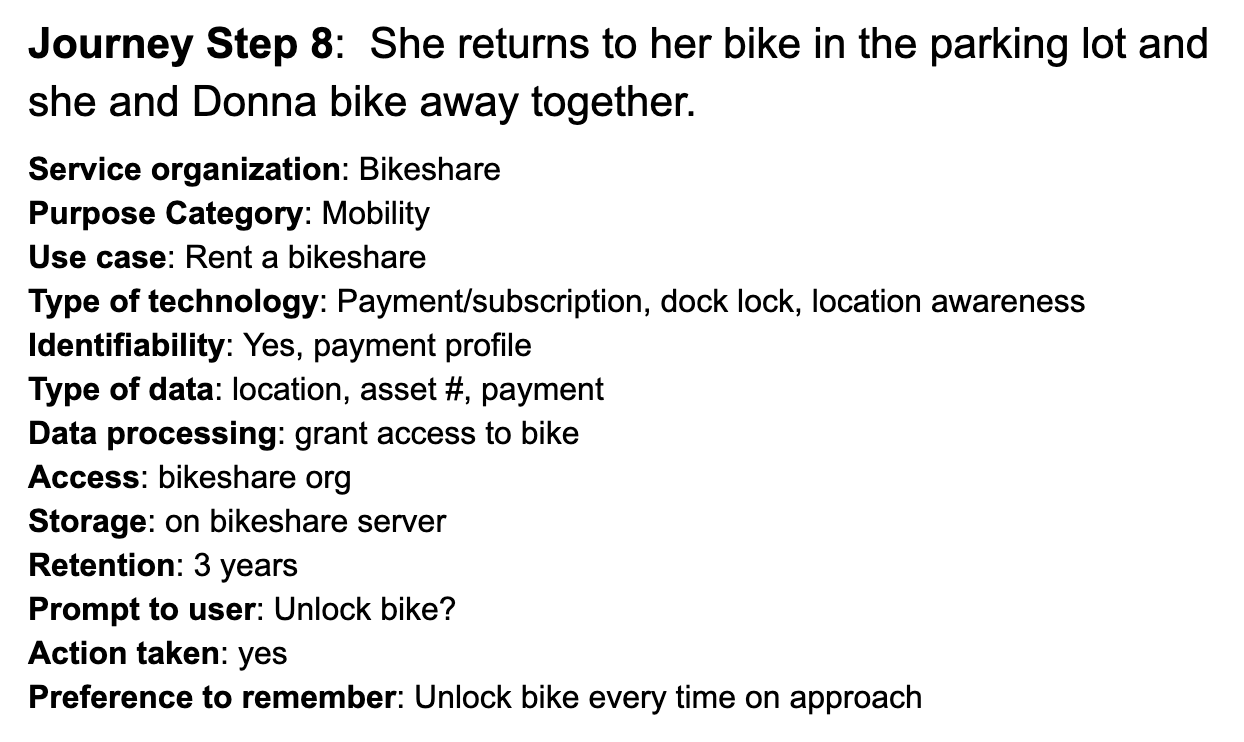 Journey Step 8:  She returns to her bike in the parking lot and
she and Donna bike away together.
Service organization: Bikeshare
Purpose Category: Mobility
Use case: Rent a bikeshare
Type of technology: Payment/subscription, dock lock, location awareness
Identifiability: Yes, payment profile
Type of data: location, asset #, payment
Data processing: grant access to bike
Access: bikeshare org
Storage: on bikeshare server
Retention: 3 years
Prompt to user: Unlock bike?
Action taken: yes
Preference to remember: Unlock bike every time on approach